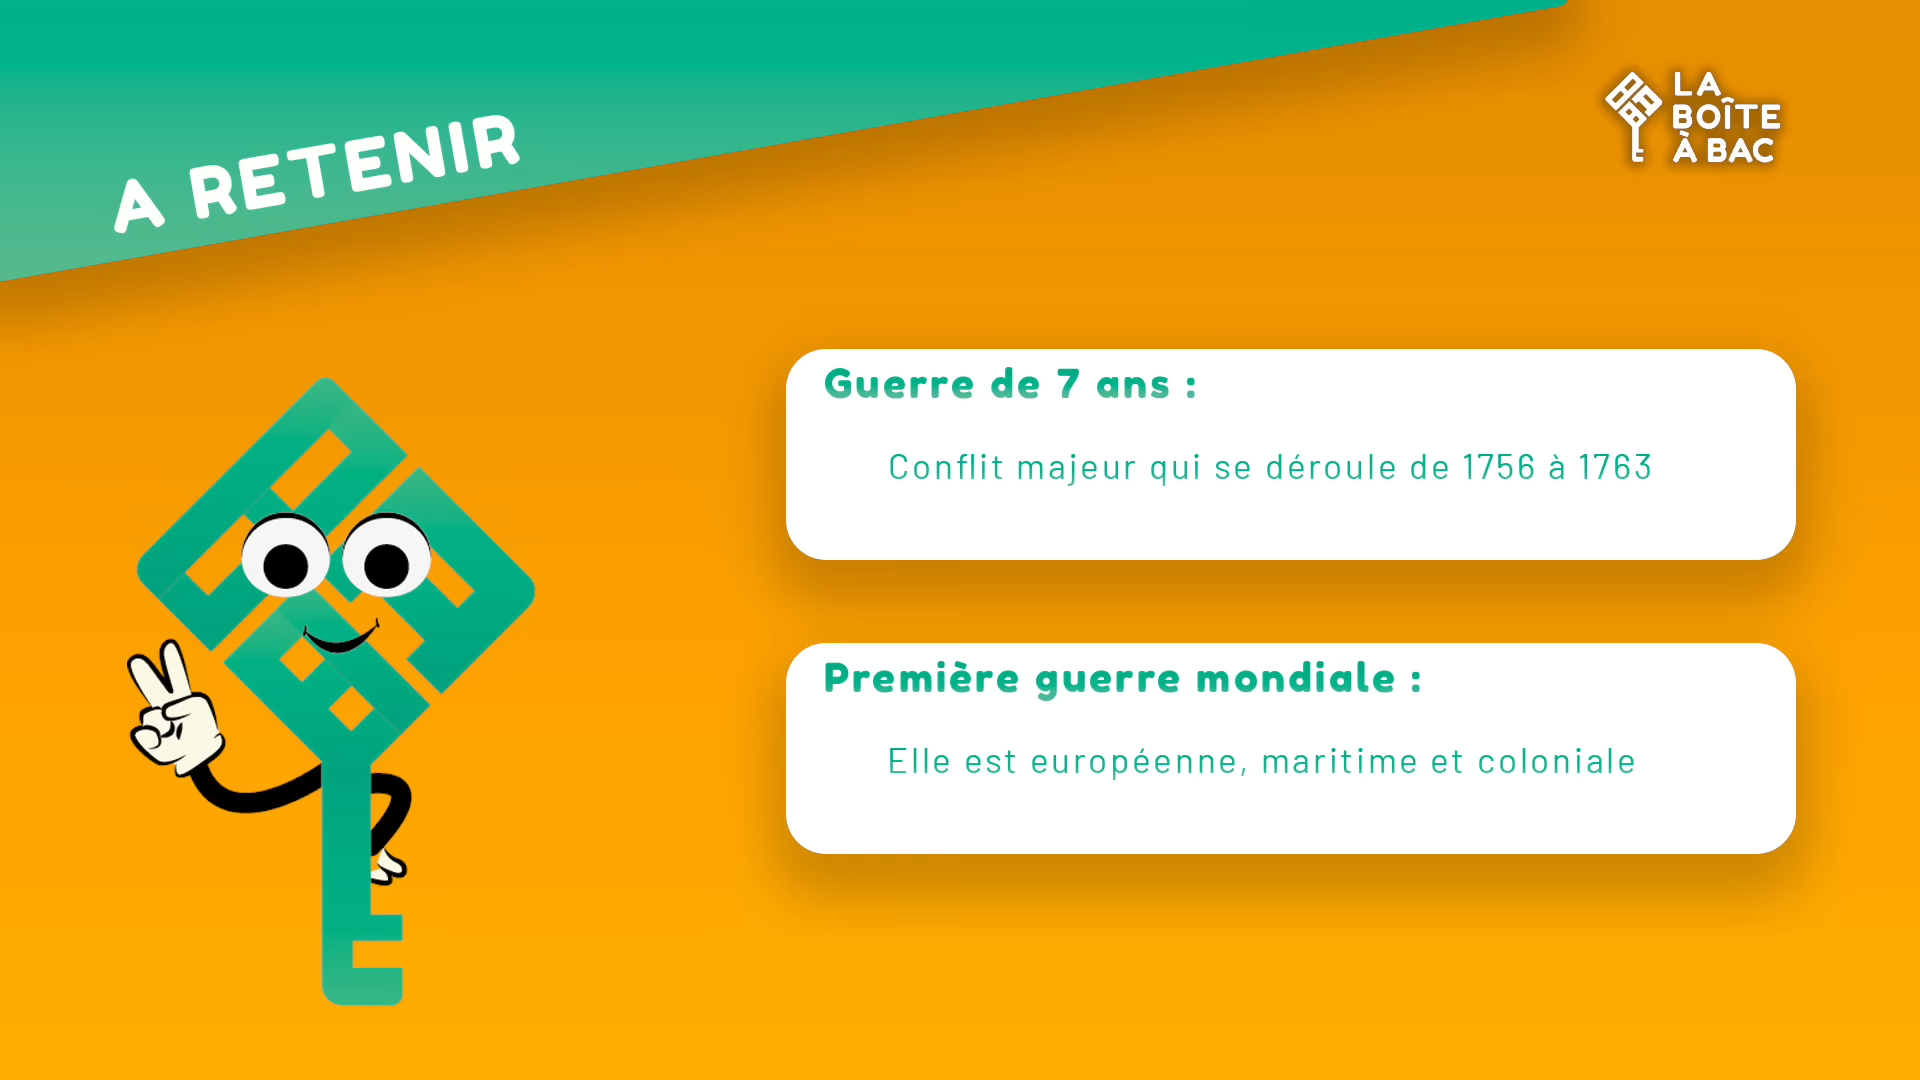 A RETENIR
LA
BOÎTE
À BAC
Guerre de 7 ans :
Conflit majeur qui se déroule de 1756 à 1763
Première guerre mondiale :
Elle est européenne, maritime et coloniale